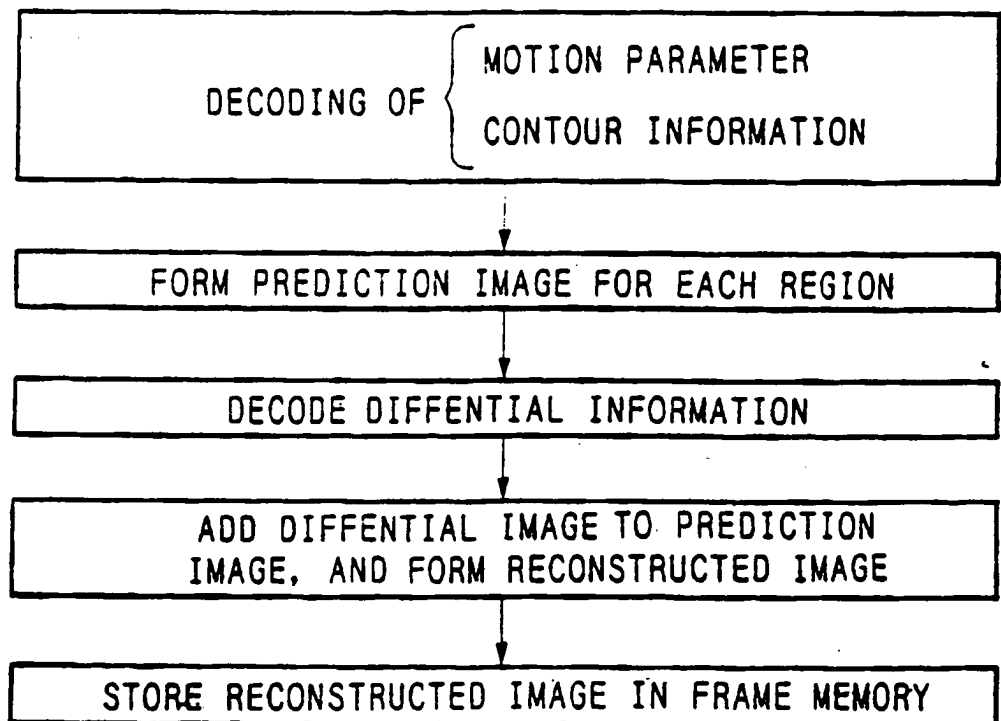 DECODING OF
MOTION PARAMETER
CONTOUR INFORMATION
FORM PREDICTION IMAGE FOR EACH REGION
DECODE DIFFENTIAL INFORMATION
ADD DIFFENTIAL IMAGE TO PREDICTION
IMAGE, AND FORM RECONSTRUCTED IMAGE
STORE RECONSTRUCTED IMAGE IN FRAME MEMORY